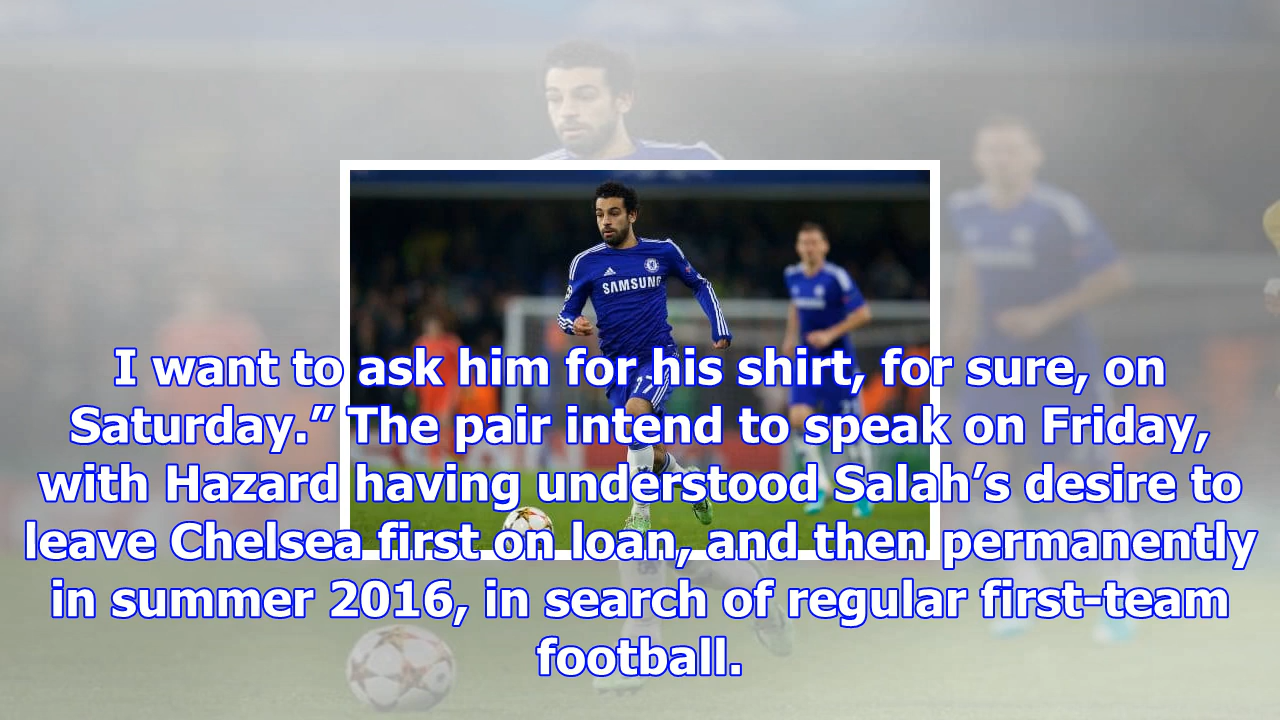 SAMSUNG
17
I want to ask him for his shirt, for sure, on
Saturday.” The pair intend to speak on Friday,
with Hazard having understood Salah’s desire to
leave Chelsea first on loan, and then permanently
in summer 2016, in search of regular first-team
football.